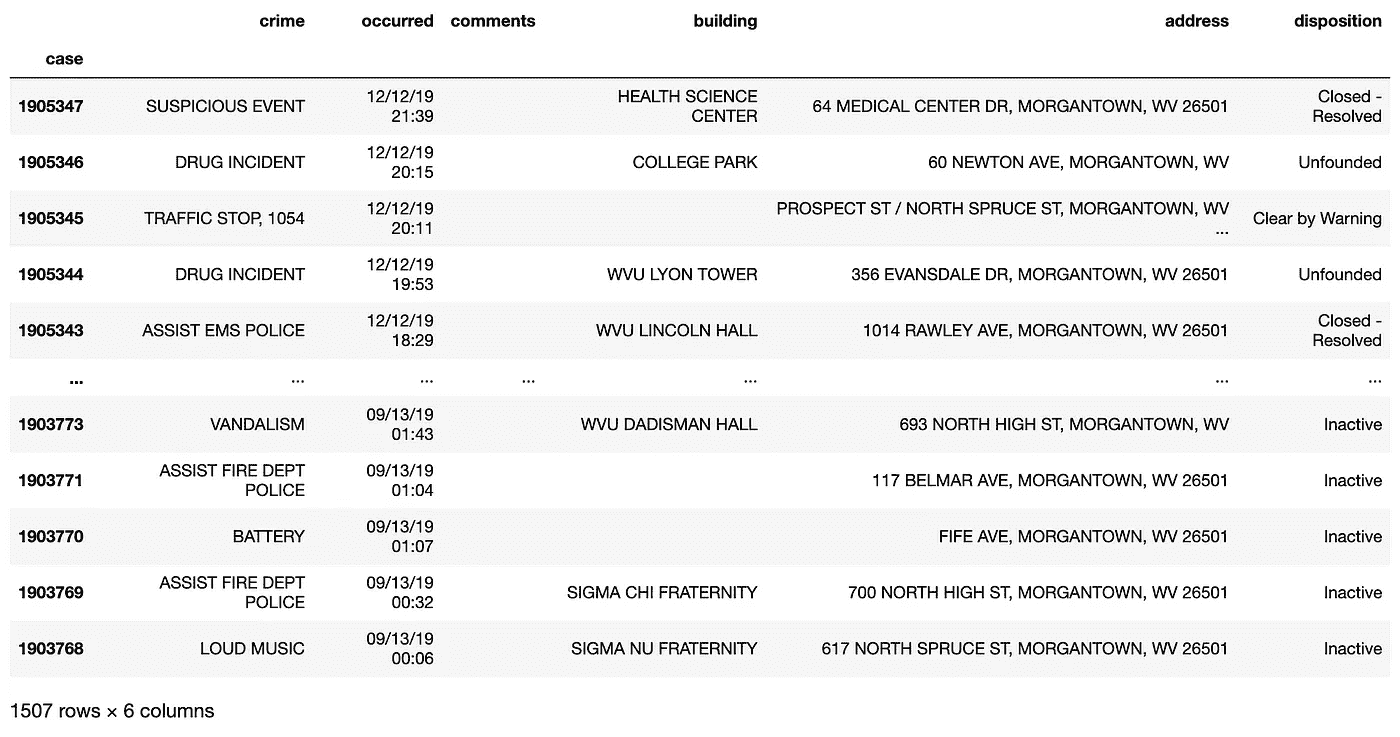 crime occurred comments building address disposition
case
1905347 SUSPICIOUS EVENT 12/12/19 21:39 HEALTH SCIENCE CENTER 64 MEDICAL CENTER DR, MORGANTOWN, WV 26501 Closed - Resolved
1905346 DRUG INCIDENT 12/12/19 20:15 COLLEGE PARK 60 NEWTON AVE, MORGANTOWN, WV Unfounded
1905345 TRAFFIC STOP, 1054 12/12/19 20:11 PROSPECT ST / NORTH SPRUCE ST, MORGANTOWN, WV ... Clear by Warning
1905344 DRUG INCIDENT 12/12/19 19:53 WVU LYON TOWER 356 EVANSDALE DR, MORGANTOWN, WV 26501 Unfounded
1905343 ASSIST EMS POLICE 12/12/19 18:29 WVU LINCOLN HALL 1014 RAWLEY AVE, MORGANTOWN, WV 26501 Closed - Resolved
... ... ... ... ... ... ...
1903773 VANDALISM 09/13/19 01:43 WVU DADISMAN HALL 693 NORTH HIGH ST, MORGANTOWN, WV Inactive
1903771 ASSIST FIRE DEPT POLICE 09/13/19 01:04 117 BELMAR AVE, MORGANTOWN, WV 26501 Inactive
1903770 BATTERY 09/13/19 01:07 FIFE AVE, MORGANTOWN, WV 26501 Inactive
1903769 ASSIST FIRE DEPT POLICE 09/13/19 00:32 SIGMA CHI FRATERNITY 700 NORTH HIGH ST, MORGANTOWN, WV 26501 Inactive
1903768 LOUD MUSIC 09/13/19 00:06 SIGMA NU FRATERNITY 617 NORTH SPRUCE ST, MORGANTOWN, WV 26501 Inactive
1507 rows × 6 columns